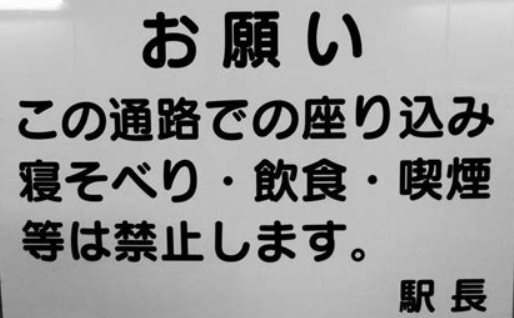 お願い
この通路での座り込み
寝そべり・飲食・喫煙
等は禁止します。
駅長